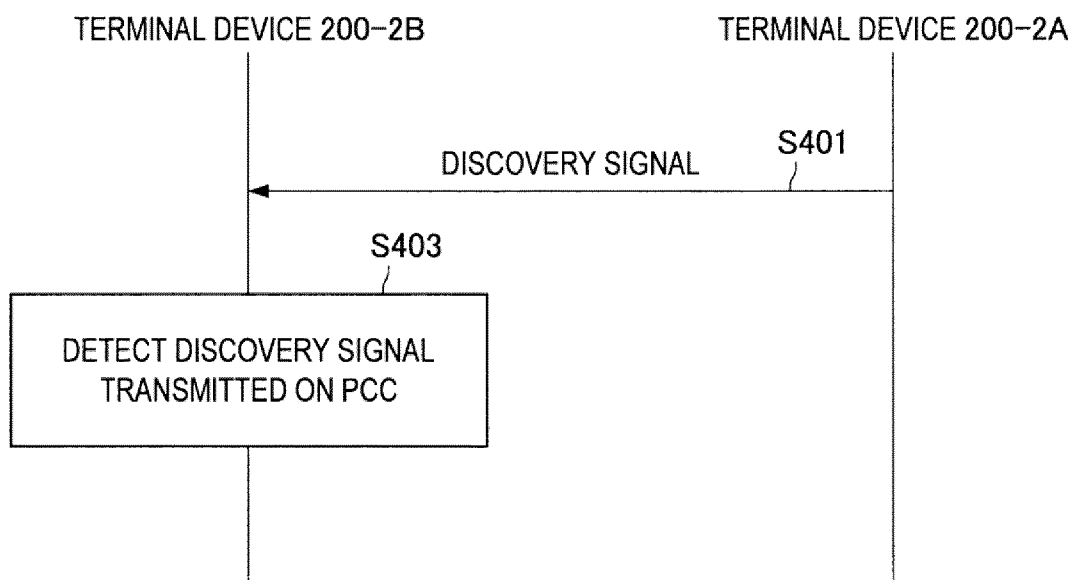 TERMINAL DEVICE 200-2B
TERMINAL DEVICE 200-2A
S401
DISCOVERY SIGNAL
S403
DETECT DISCOVERY SIGNAL
TRANSMITTED ON PCC